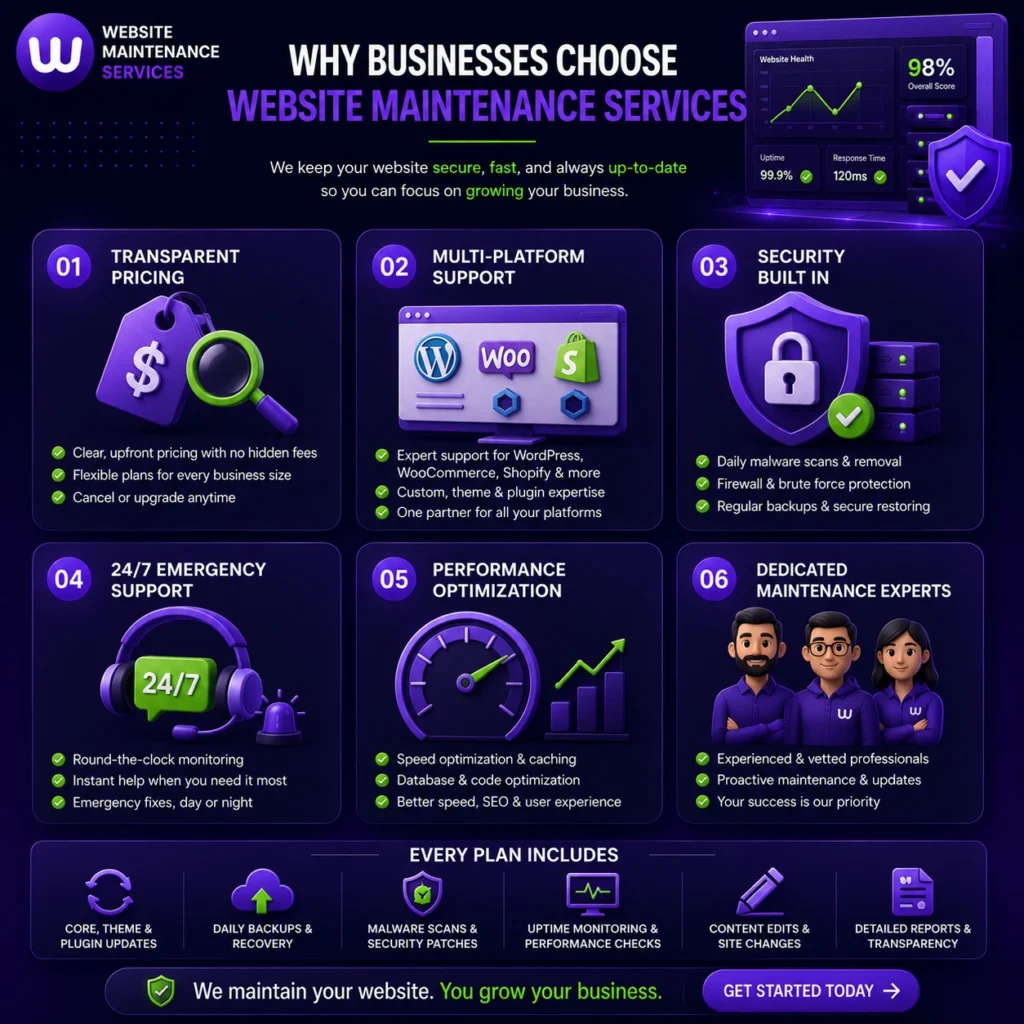 W
WEBSITE
MAINTENANCE
SERVICES
WHY BUSINESSES CHOOSE
WEBSITE MAINTENANCE SERVICES
We keep your website secure, fast, and always up-to-date
so you can focus on growing your business.
Website Health
98%
Overall Score
Uptime
99.9%
Response Time
120ms
01
TRANSPARENT
PRICING
$
Clear, upfront pricing with no hidden fees
Flexible plans for every business size
Cancel or upgrade anytime
02
MULTI-PLATFORM
SUPPORT
W
Woo
S
Expert support for WordPress,
WooCommerce, Shopify & more
Custom, theme & plugin expertise
One partner for all your platforms
03
SECURITY
BUILT IN
Daily malware scans & removal
Firewall & brute force protection
Regular backups & secure restoring
04
24/7 EMERGENCY
SUPPORT
24/7
Round-the-clock monitoring
Instant help when you need it most
Emergency fixes, day or night
05
PERFORMANCE
OPTIMIZATION
Speed optimization & caching
Database & code optimization
Better speed, SEO & user experience
06
DEDICATED
MAINTENANCE EXPERTS
W
W
Experienced & vetted professionals
Proactive maintenance & updates
Your success is our priority
EVERY PLAN INCLUDES
CORE, THEME &
PLUGIN UPDATES
DAILY BACKUPS &
RECOVERY
MALWARE SCANS &
SECURITY PATCHES
UPTIME MONITORING &
PERFORMANCE CHECKS
CONTENT EDITS &
SITE CHANGES
DETAILED REPORTS &
TRANSPARENCY
We maintain your website. You grow your business.
GET STARTED TODAY →